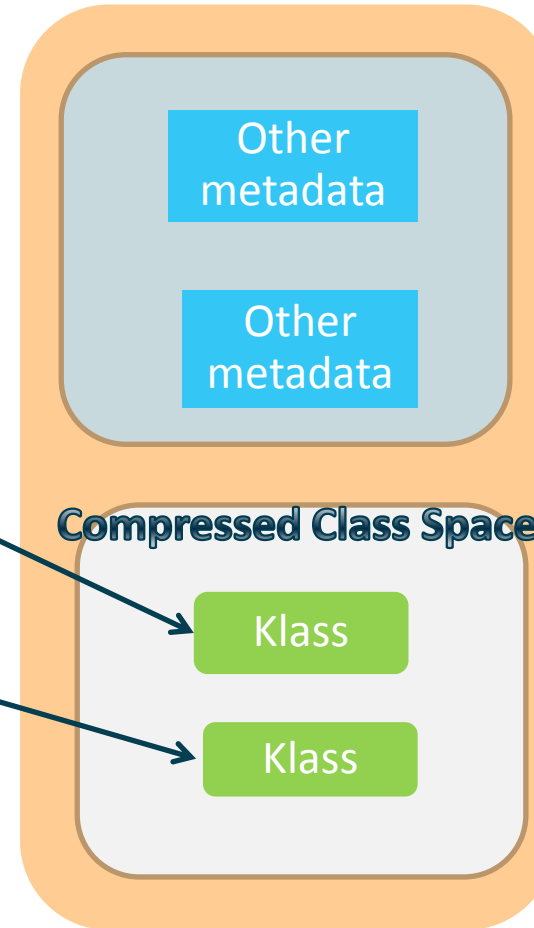 Other
metadata
Other
metadata
Compressed Class Space
Klass
Klass